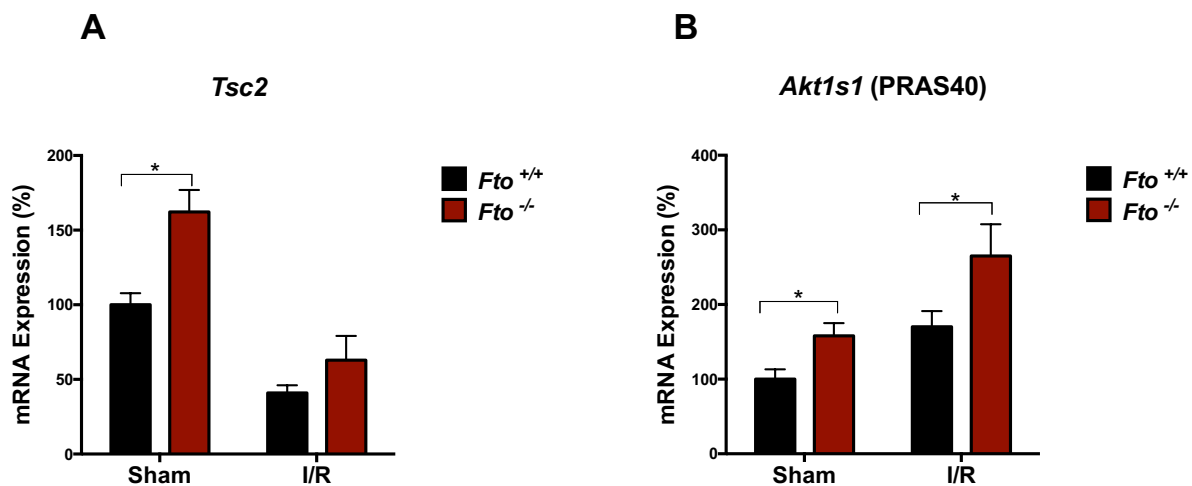 A
Tsc2
mRNA Expression (%)
200
150
100
50
0
*
Sham
I/R
Fto +/+
Fto -/-
B
Akt1s1 (PRAS40)
mRNA Expression (%)
400
300
200
100
0
*
*
Sham
I/R
Fto +/+
Fto -/-